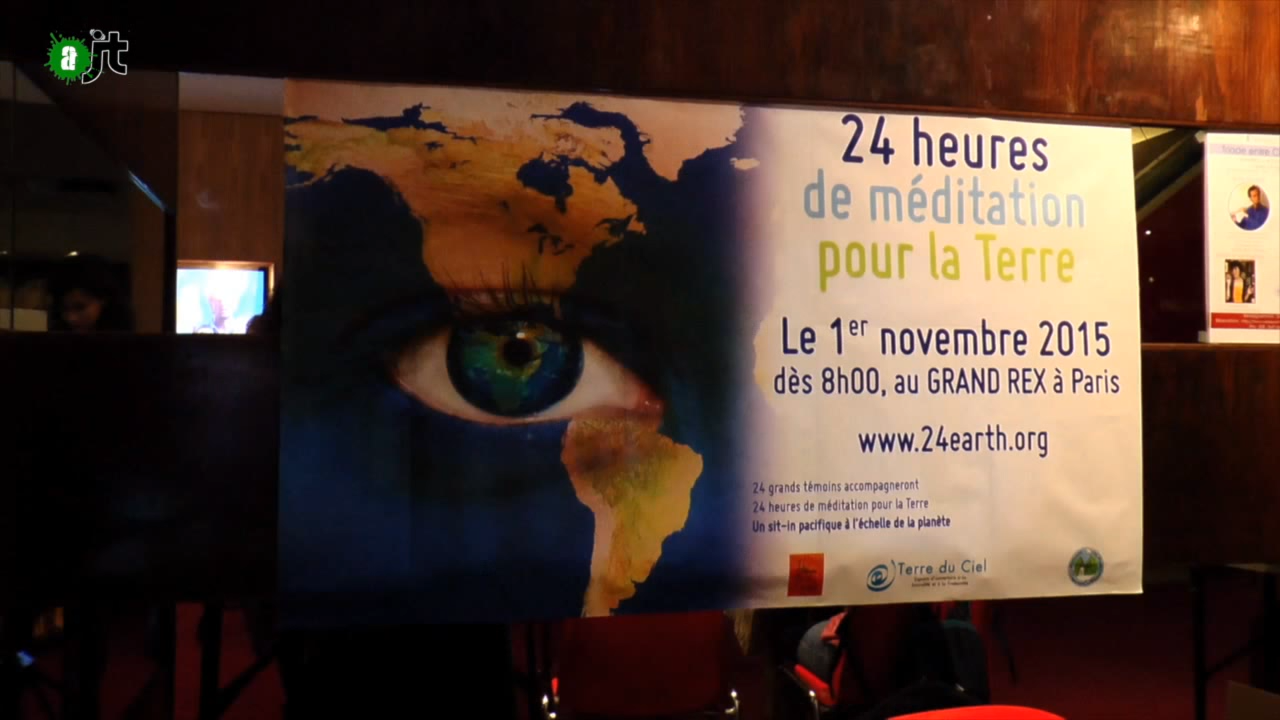 a jt
24 heures
de méditation
pour la Terre
Le 1er novembre 2015
dès 8h00, au GRAND REX à Paris
www.24earth.org
24 grands témoins accompagneront
24 heures de méditation pour la Terre
Un sit-in pacifique à l'échelle de la planète
Terre du Ciel